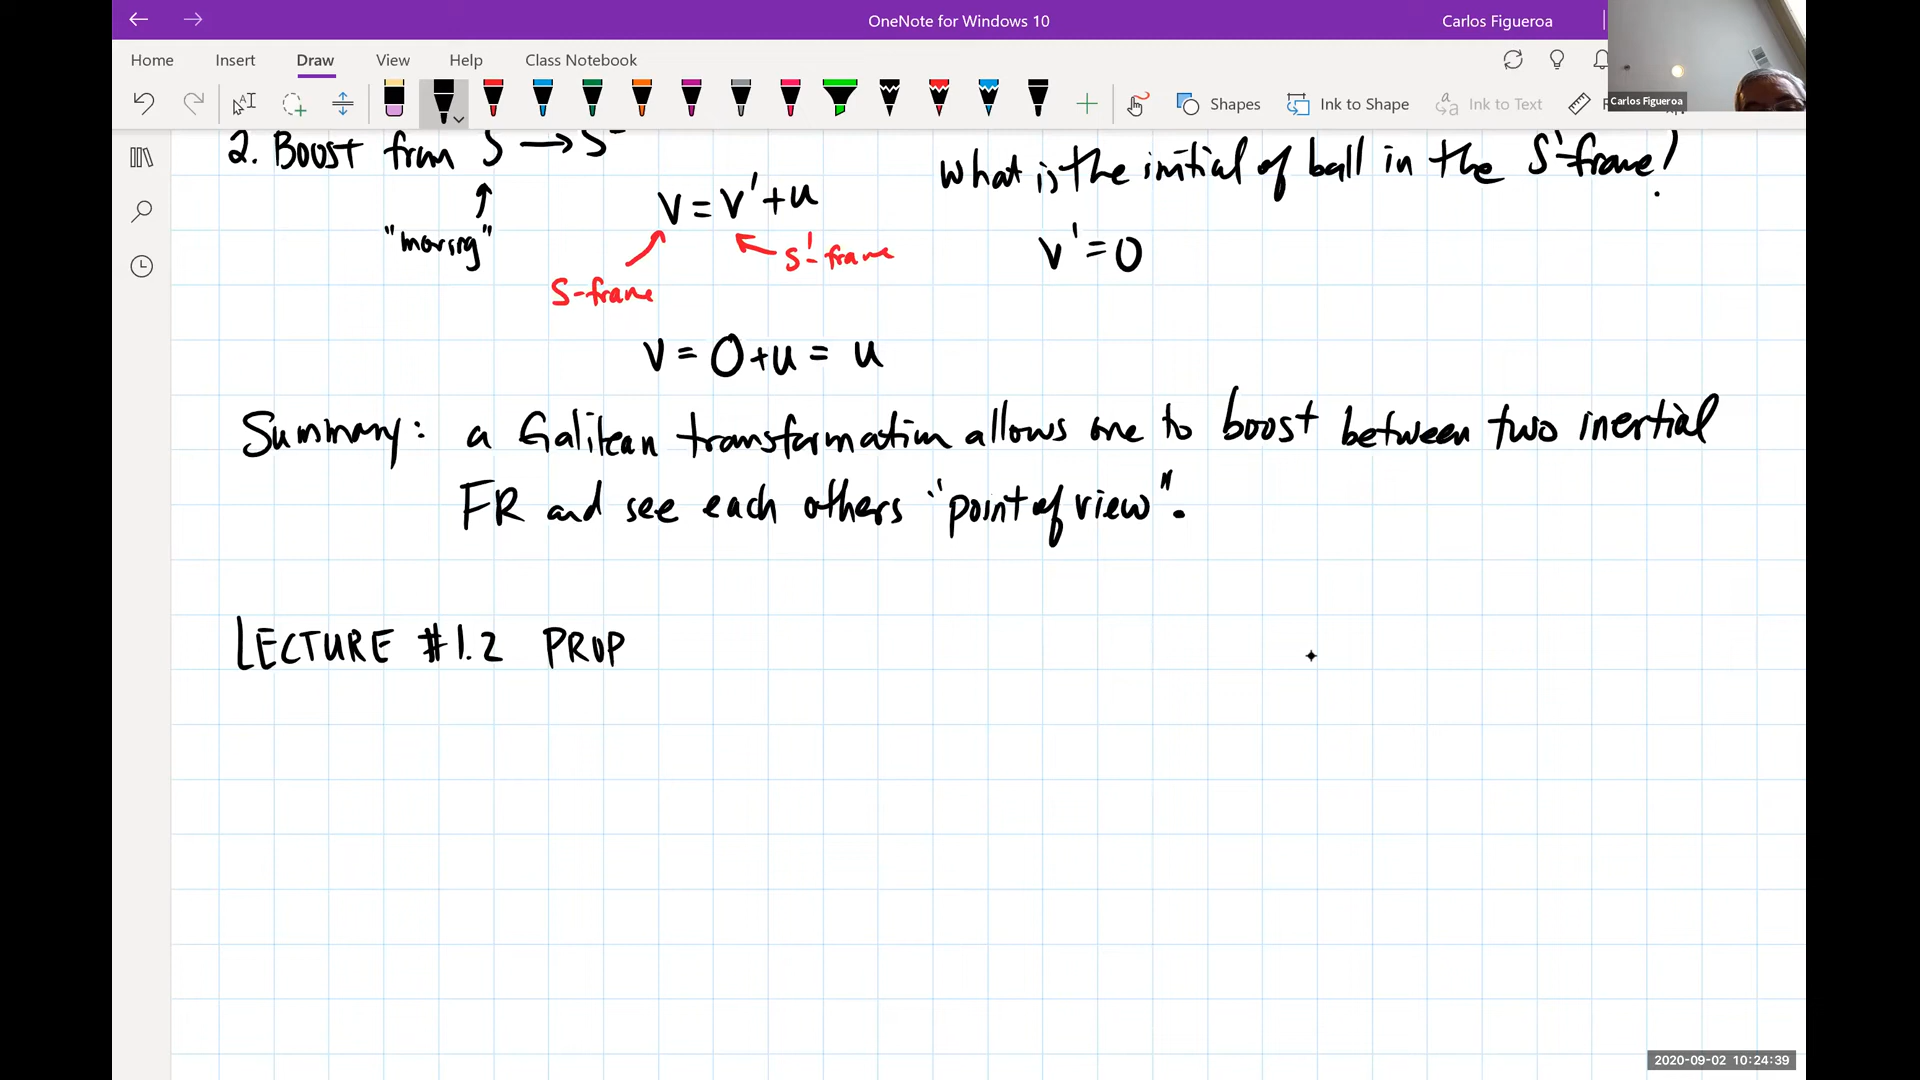 OneNote for Windows 10
Carlos Figueroa
Home Insert Draw View Help Class Notebook
Shapes Ink to Shape Ink to Text
Carlos Figueroa
2. Boost from S → S'
"moving"
v = v' + u
S-frame
S'-frame
What is the initial of ball in the S'-frame?
v' = 0
v = 0 + u = u
Summary: a Galilean transformation allows one to boost between two inertial
FR and see each others "point of view".
LECTURE #1.2 PROP
2020-09-02 10:24:39